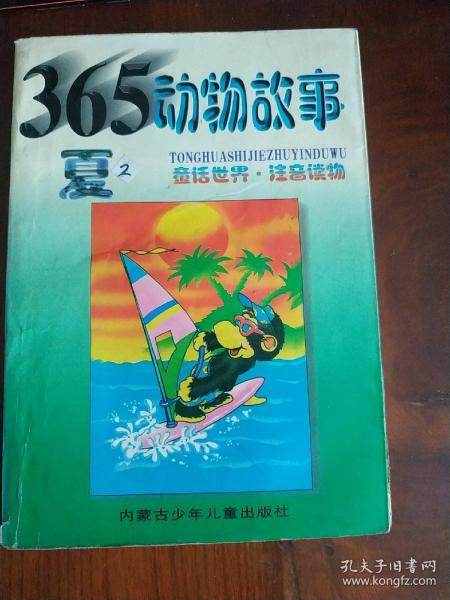 365动物故事
夏 2
TONGHUASHIJIEZHUYINDUWU
童话世界·注音读物
内蒙古少年儿童出版社
孔夫子旧书网
www.kongfz.com